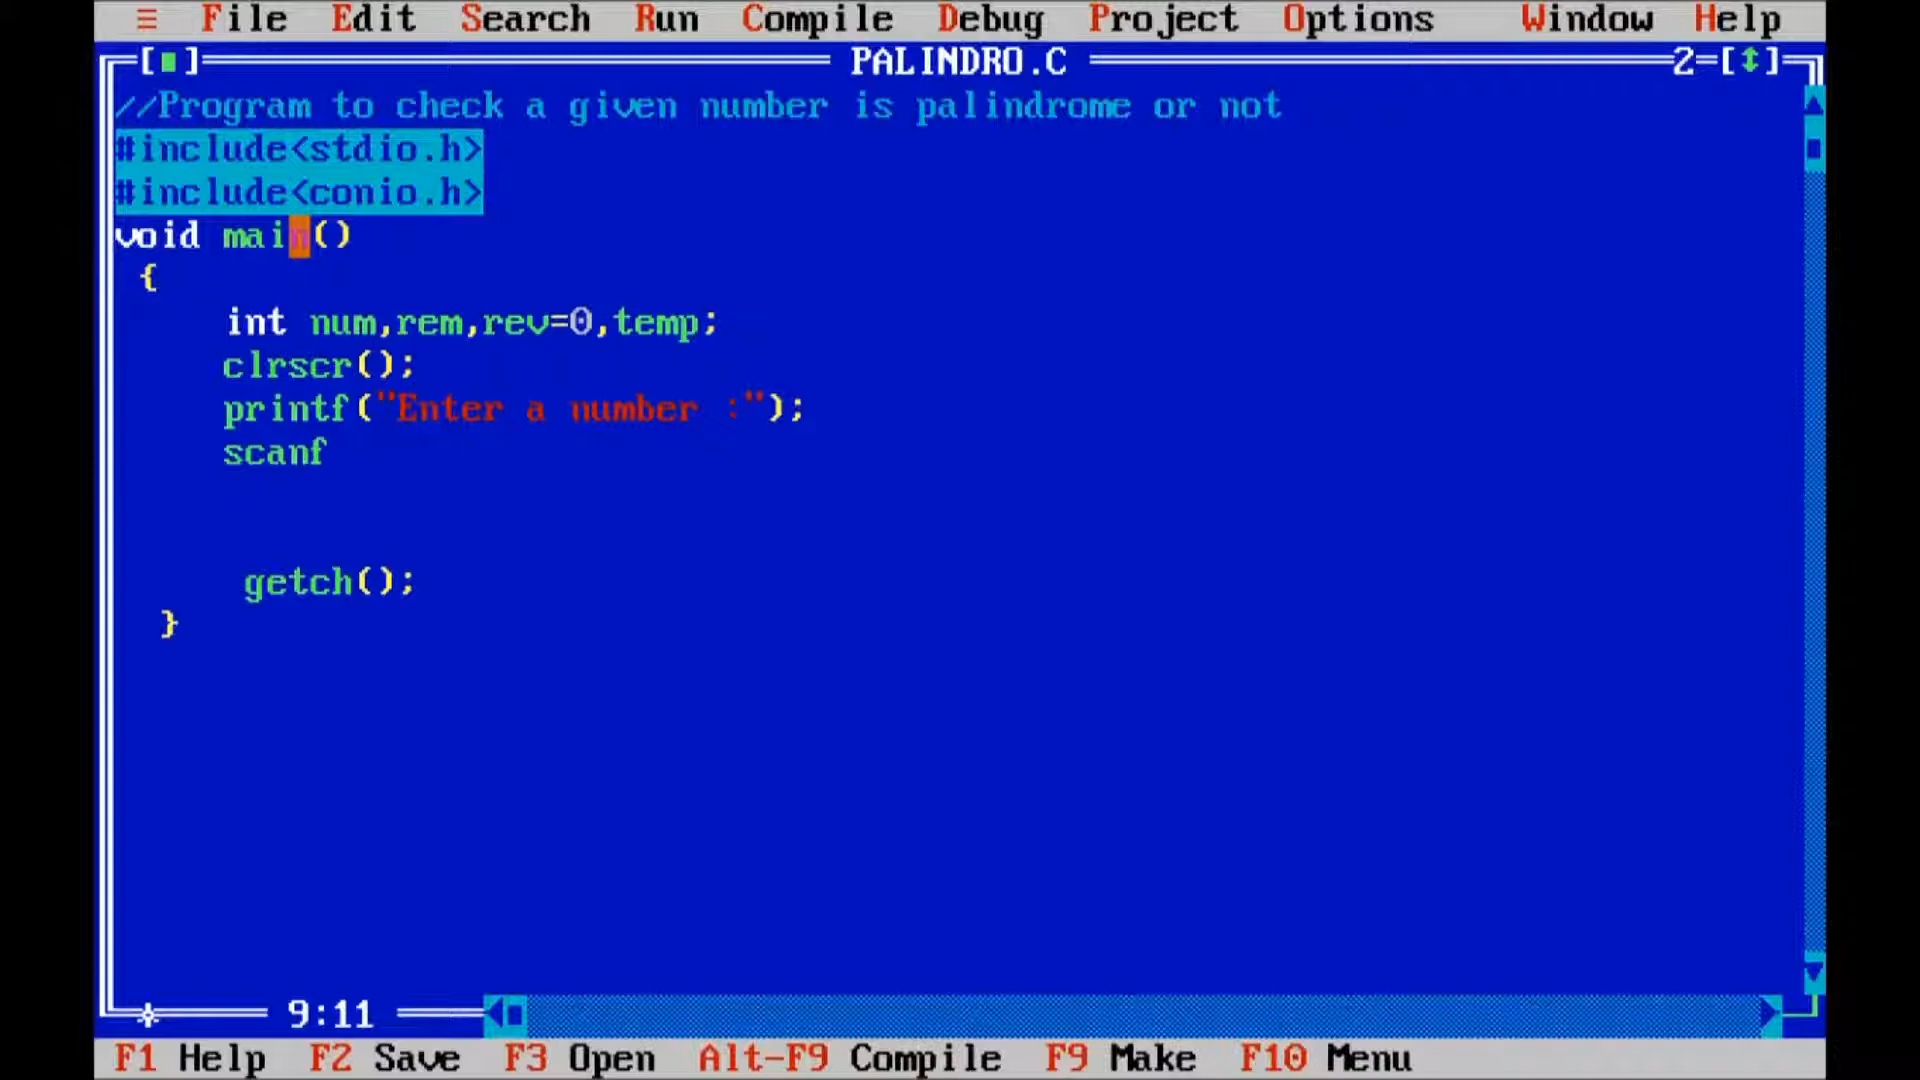 ≡ File Edit Search Run Compile Debug Project Options Window Help
[■] PALINDRO.C 2=[↕]
//Program to check a given number is palindrome or not
#include<stdio.h>
#include<conio.h>
void main()
{
int num,rem,rev=0,temp;
clrscr();
printf("Enter a number :");
scanf
getch();
}
9:11
F1 Help F2 Save F3 Open Alt-F9 Compile F9 Make F10 Menu